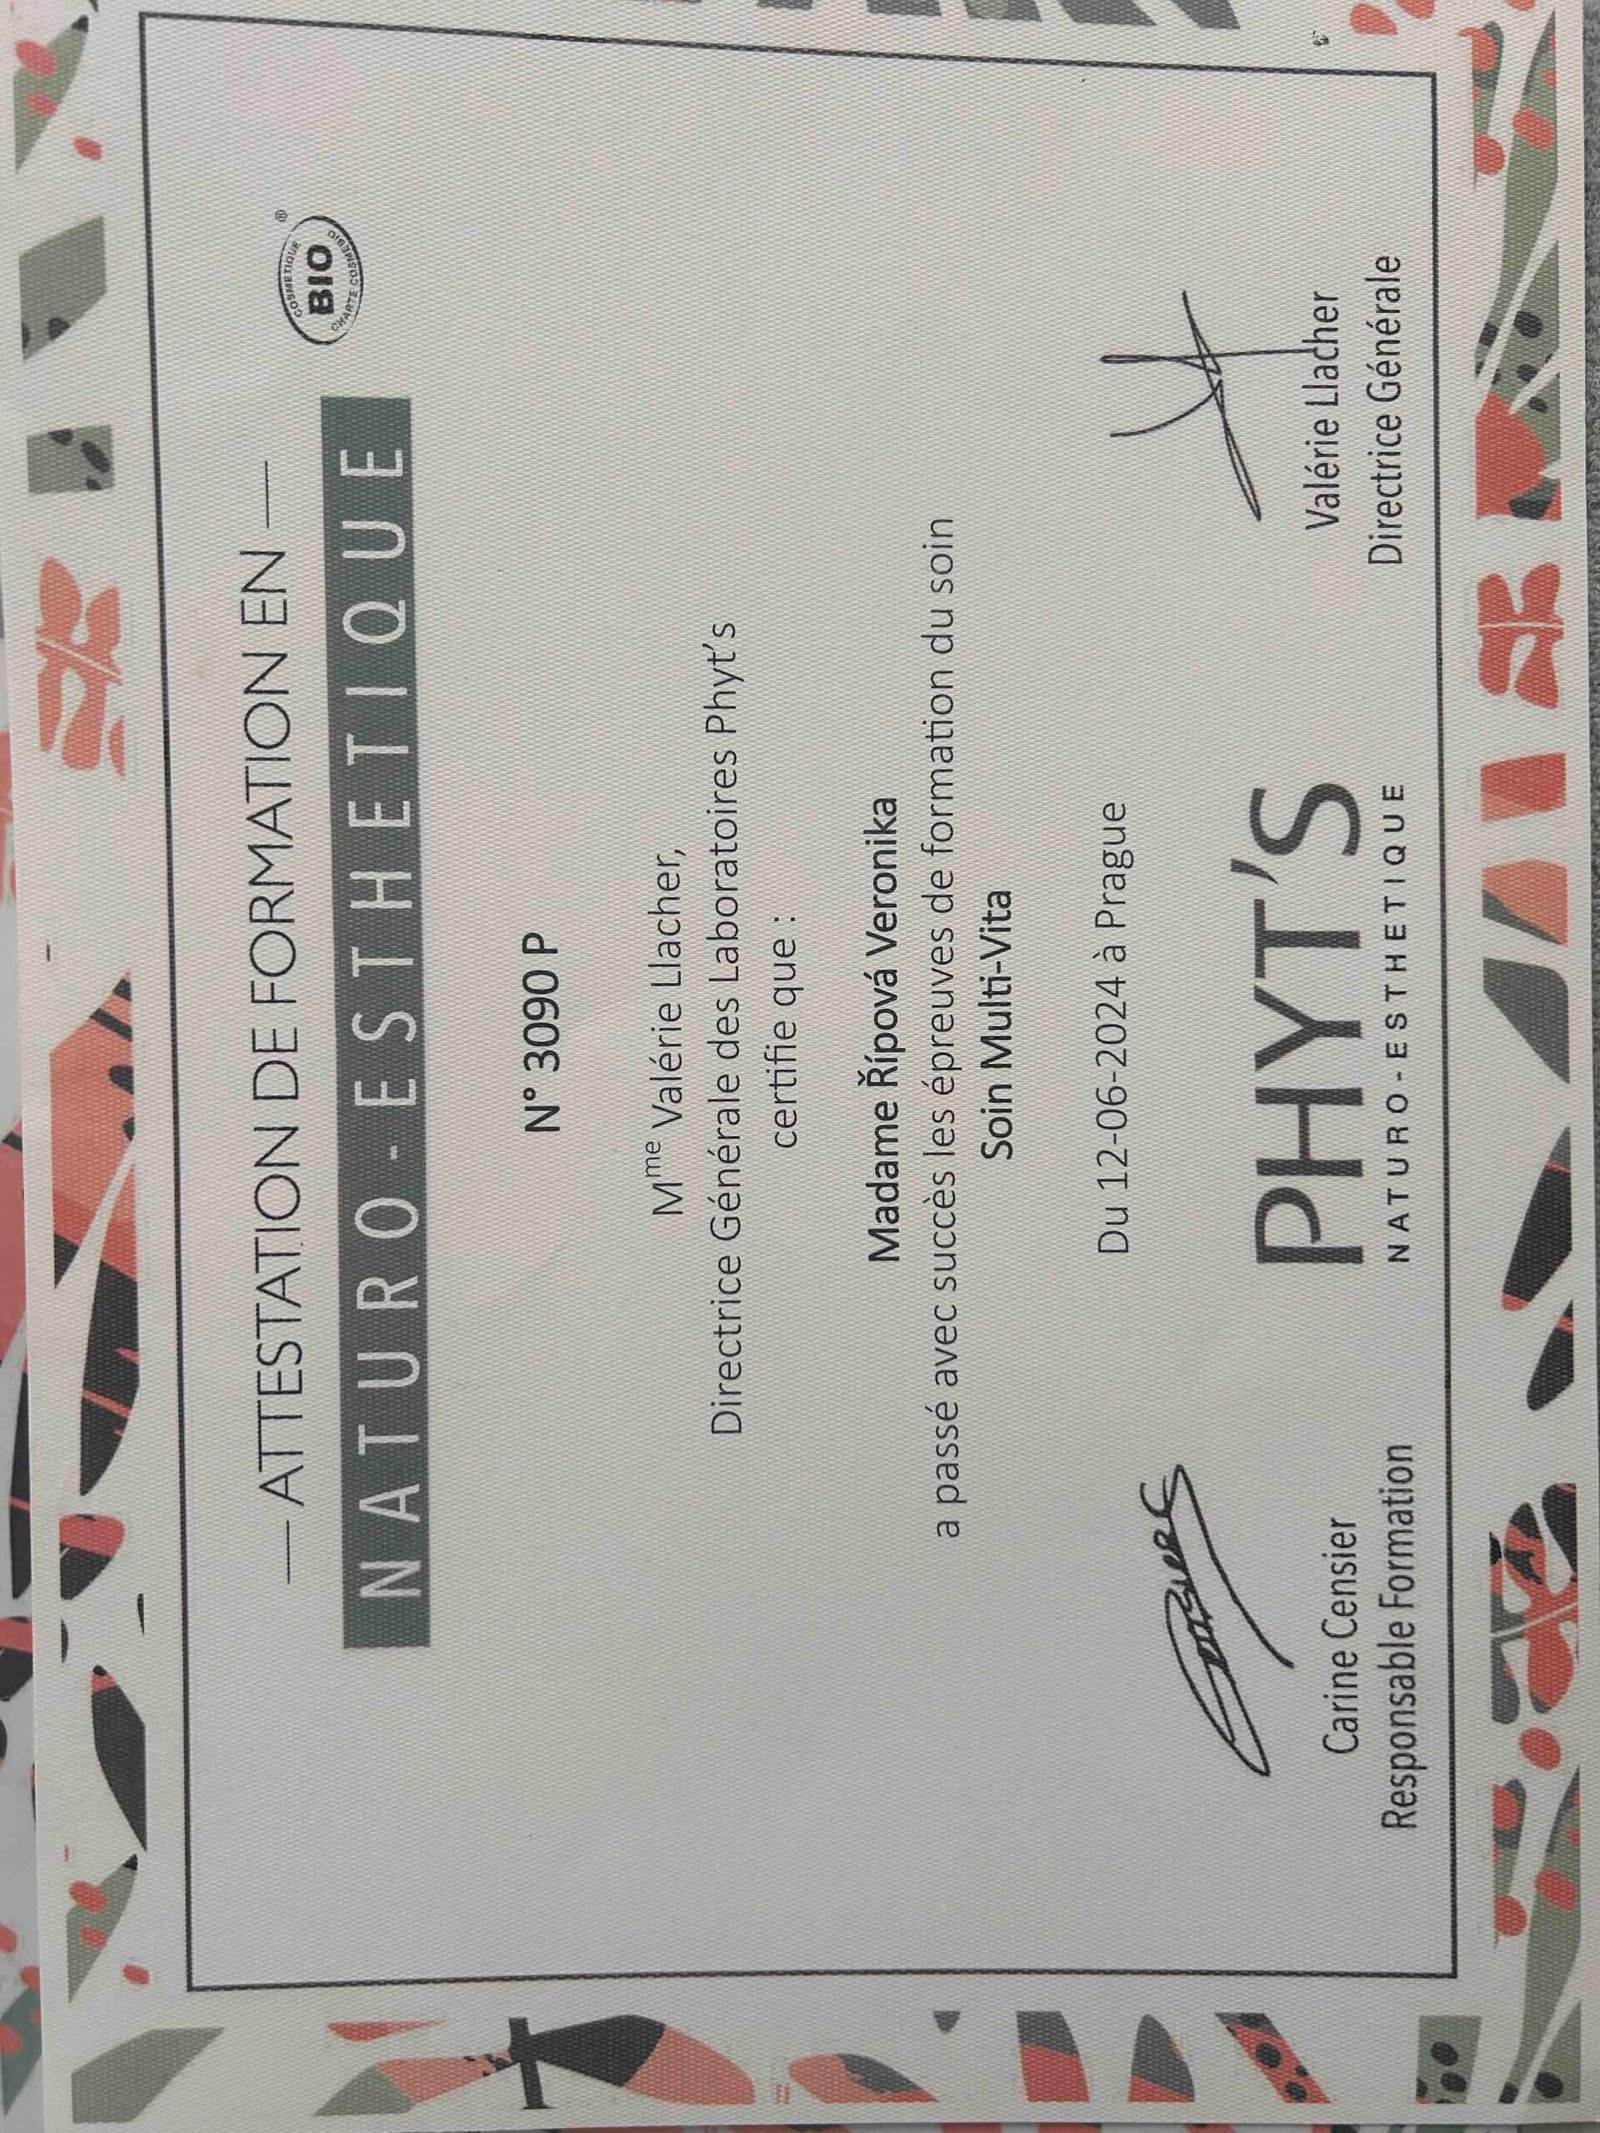 — ATTESTATION DE FORMATION EN —
NATURO-ESTHETIQUE
COSMETIQUE
BIO
CHARTE COSMEBIO
®
N° 3090 P
Mme Valérie Llacher,
Directrice Générale des Laboratoires Phyt's
certifie que :
Madame Řípová Veronika
a passé avec succès les épreuves de formation du soin
Soin Multi-Vita
Du 12-06-2024 à Prague
Carine Censier
Responsable Formation
PHYT'S
NATURO-ESTHETIQUE
Valérie Llacher
Directrice Générale